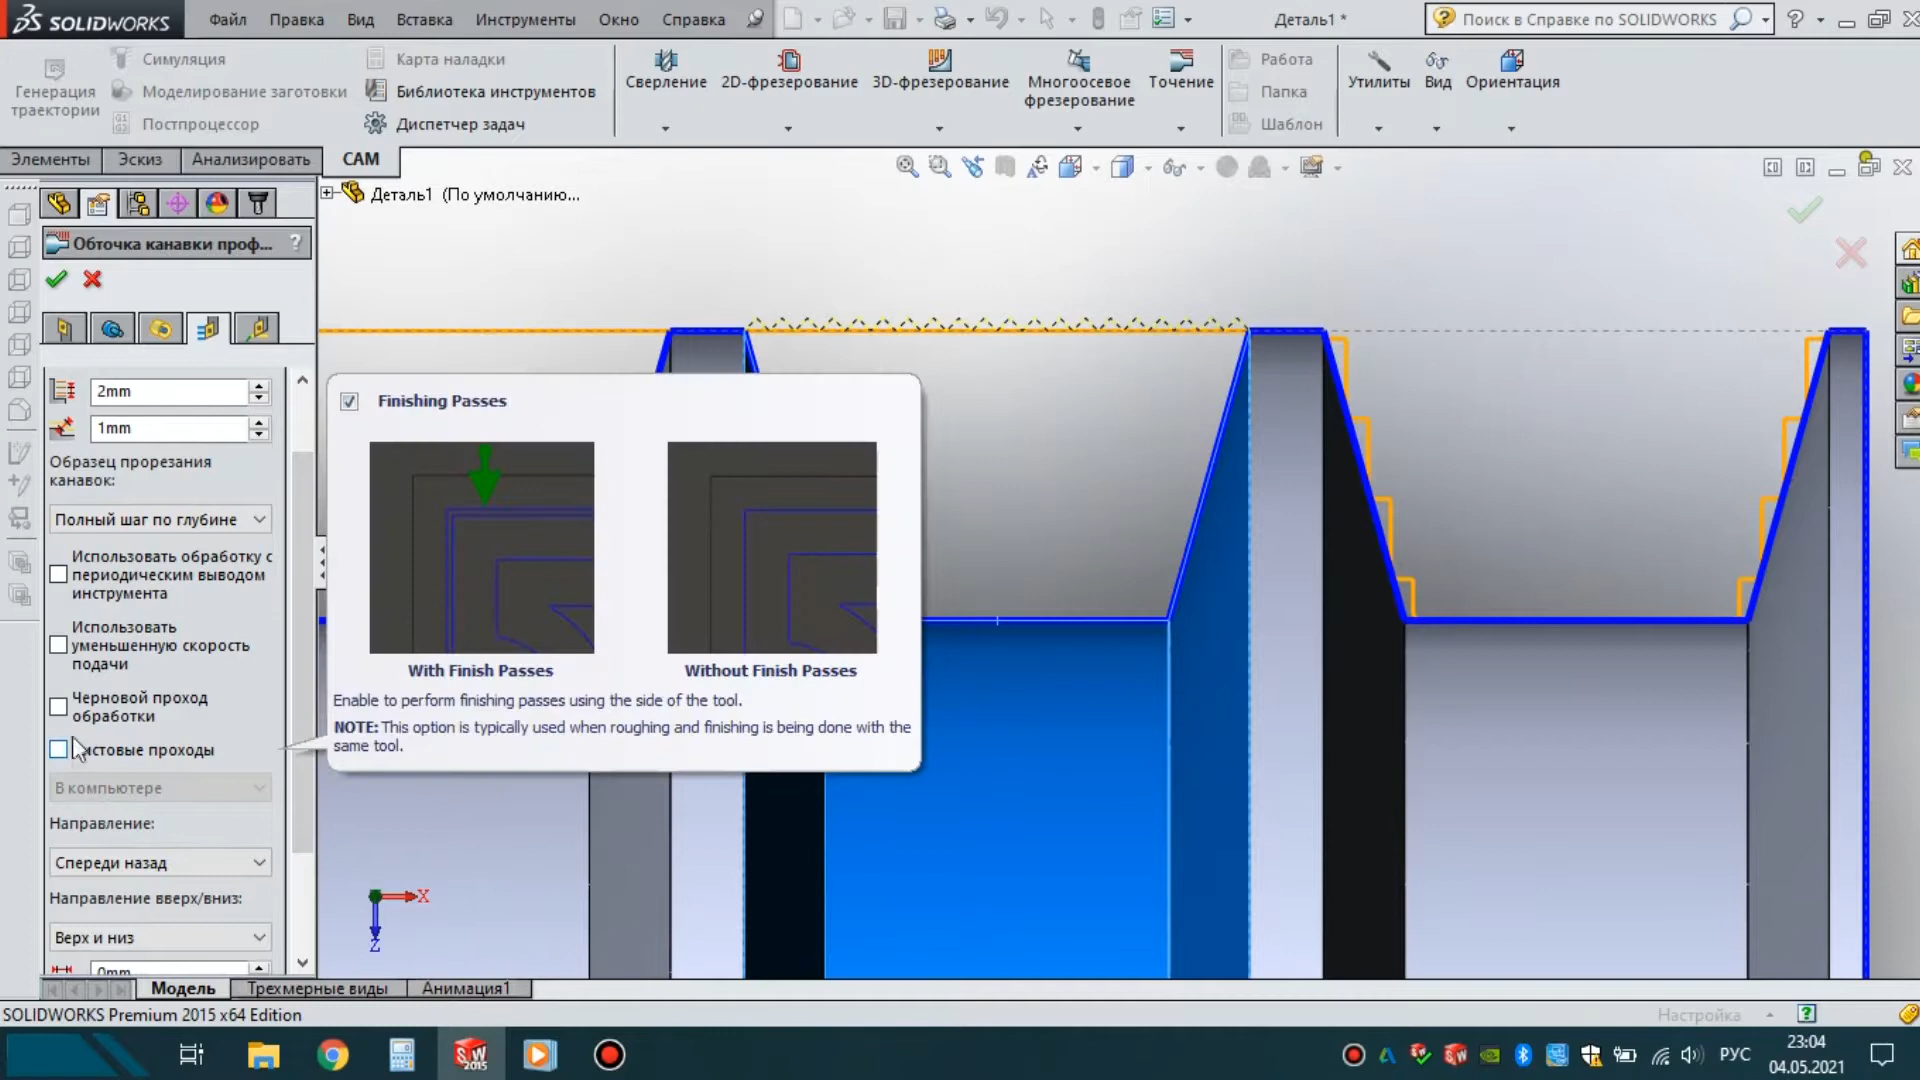 SOLIDWORKS
Файл
Правка
Вид
Вставка
Инструменты
Окно
Справка
Деталь1 *
Поиск в Справке по SOLIDWORKS
Генерация
траектории
Симуляция
Моделирование заготовки
Постпроцессор
Карта наладки
Библиотека инструментов
Диспетчер задач
Сверление
2D-фрезерование
3D-фрезерование
Многоосевое
фрезерование
Точение
Работа
Папка
Шаблон
Утилиты
Вид
Ориентация
Элементы
Эскиз
Анализировать
CAM
Деталь1 (По умолчанию...
Обточка канавки проф...
?
2mm
1mm
Образец прорезания
канавок:
Полный шаг по глубине
Использовать обработку с
периодическим выводом
инструмента
Использовать
уменьшенную скорость
подачи
Черновой проход
обработки
истовые проходы
В компьютере
Направление:
Спереди назад
Направление вверх/вниз:
Верх и низ
0mm
Finishing Passes
With Finish Passes
Without Finish Passes
Enable to perform finishing passes using the side of the tool.
NOTE: This option is typically used when roughing and finishing is being done with the
same tool.
X
Z
Модель
Трехмерные виды
Анимация1
SOLIDWORKS Premium 2015 x64 Edition
Настройка
SW
2015
РУС
23:04
04.05.2021